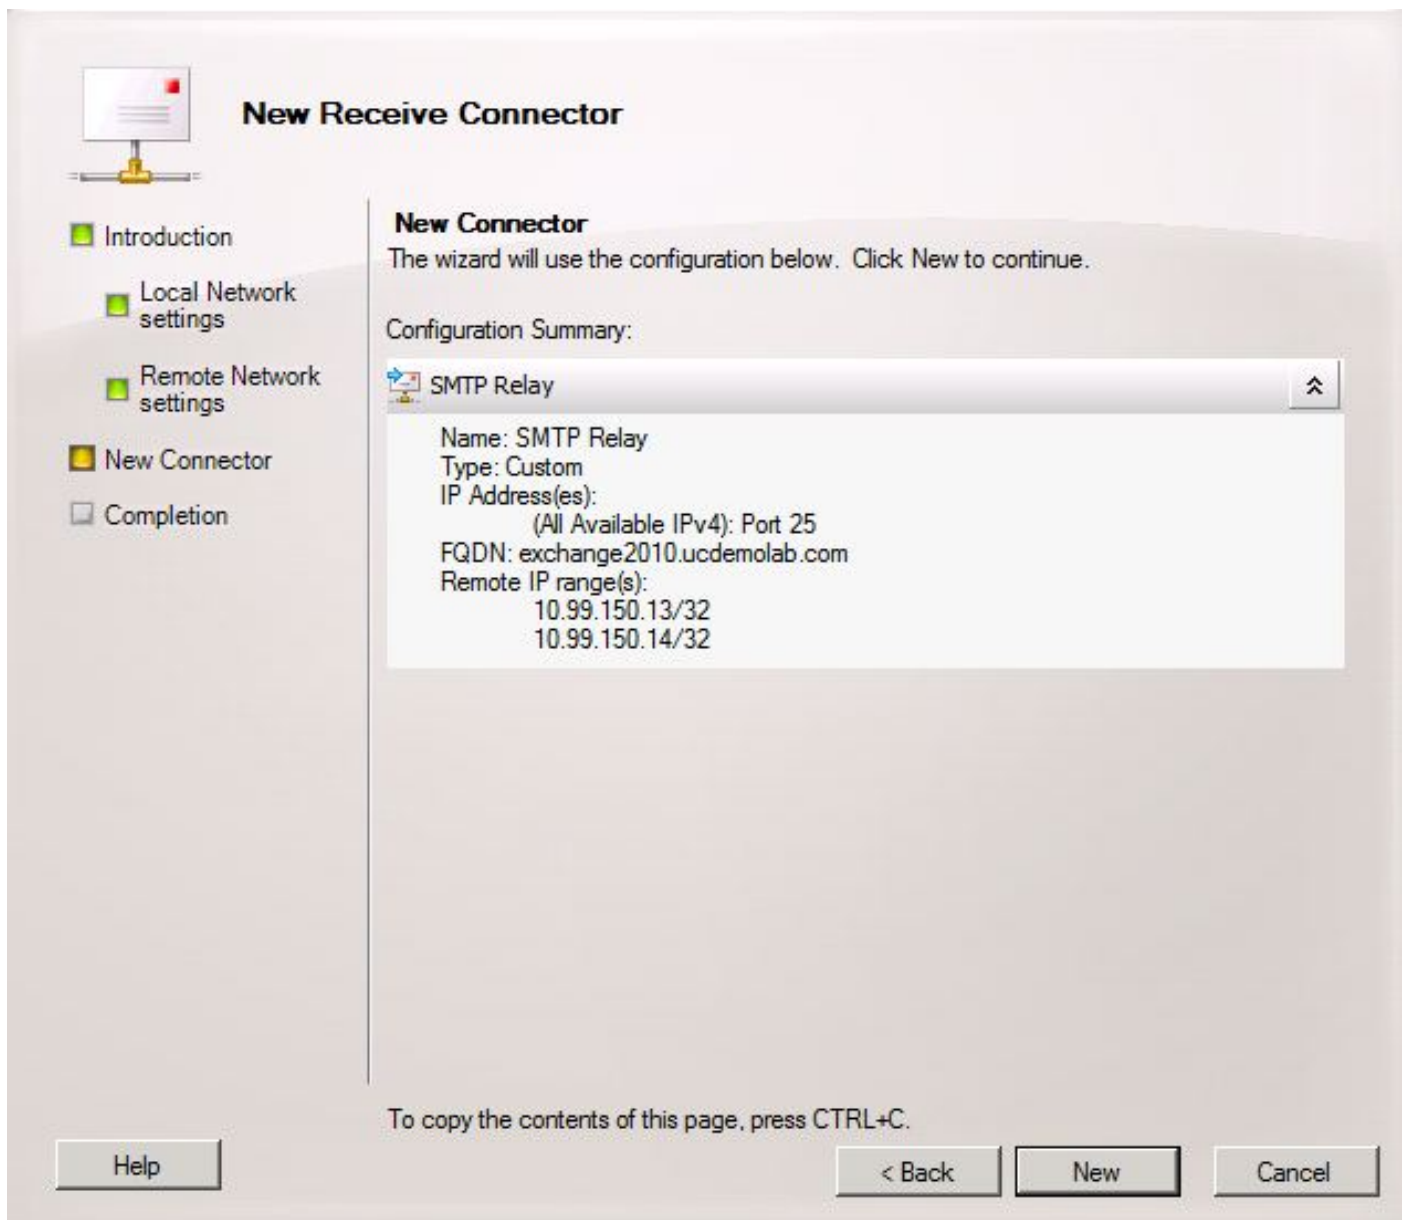 New Receive Connector
Introduction
Local Network
settings
Remote Network
settings
New Connector
Completion
New Connector
The wizard will use the configuration below. Click New to continue.
Configuration Summary:
SMTP Relay
Name: SMTP Relay
Type: Custom
IP Address(es):
(All Available IPv4): Port 25
FQDN: exchange2010.ucdemolab.com
Remote IP range(s):
10.99.150.13/32
10.99.150.14/32
To copy the contents of this page, press CTRL+C.
Help
< Back
New
Cancel